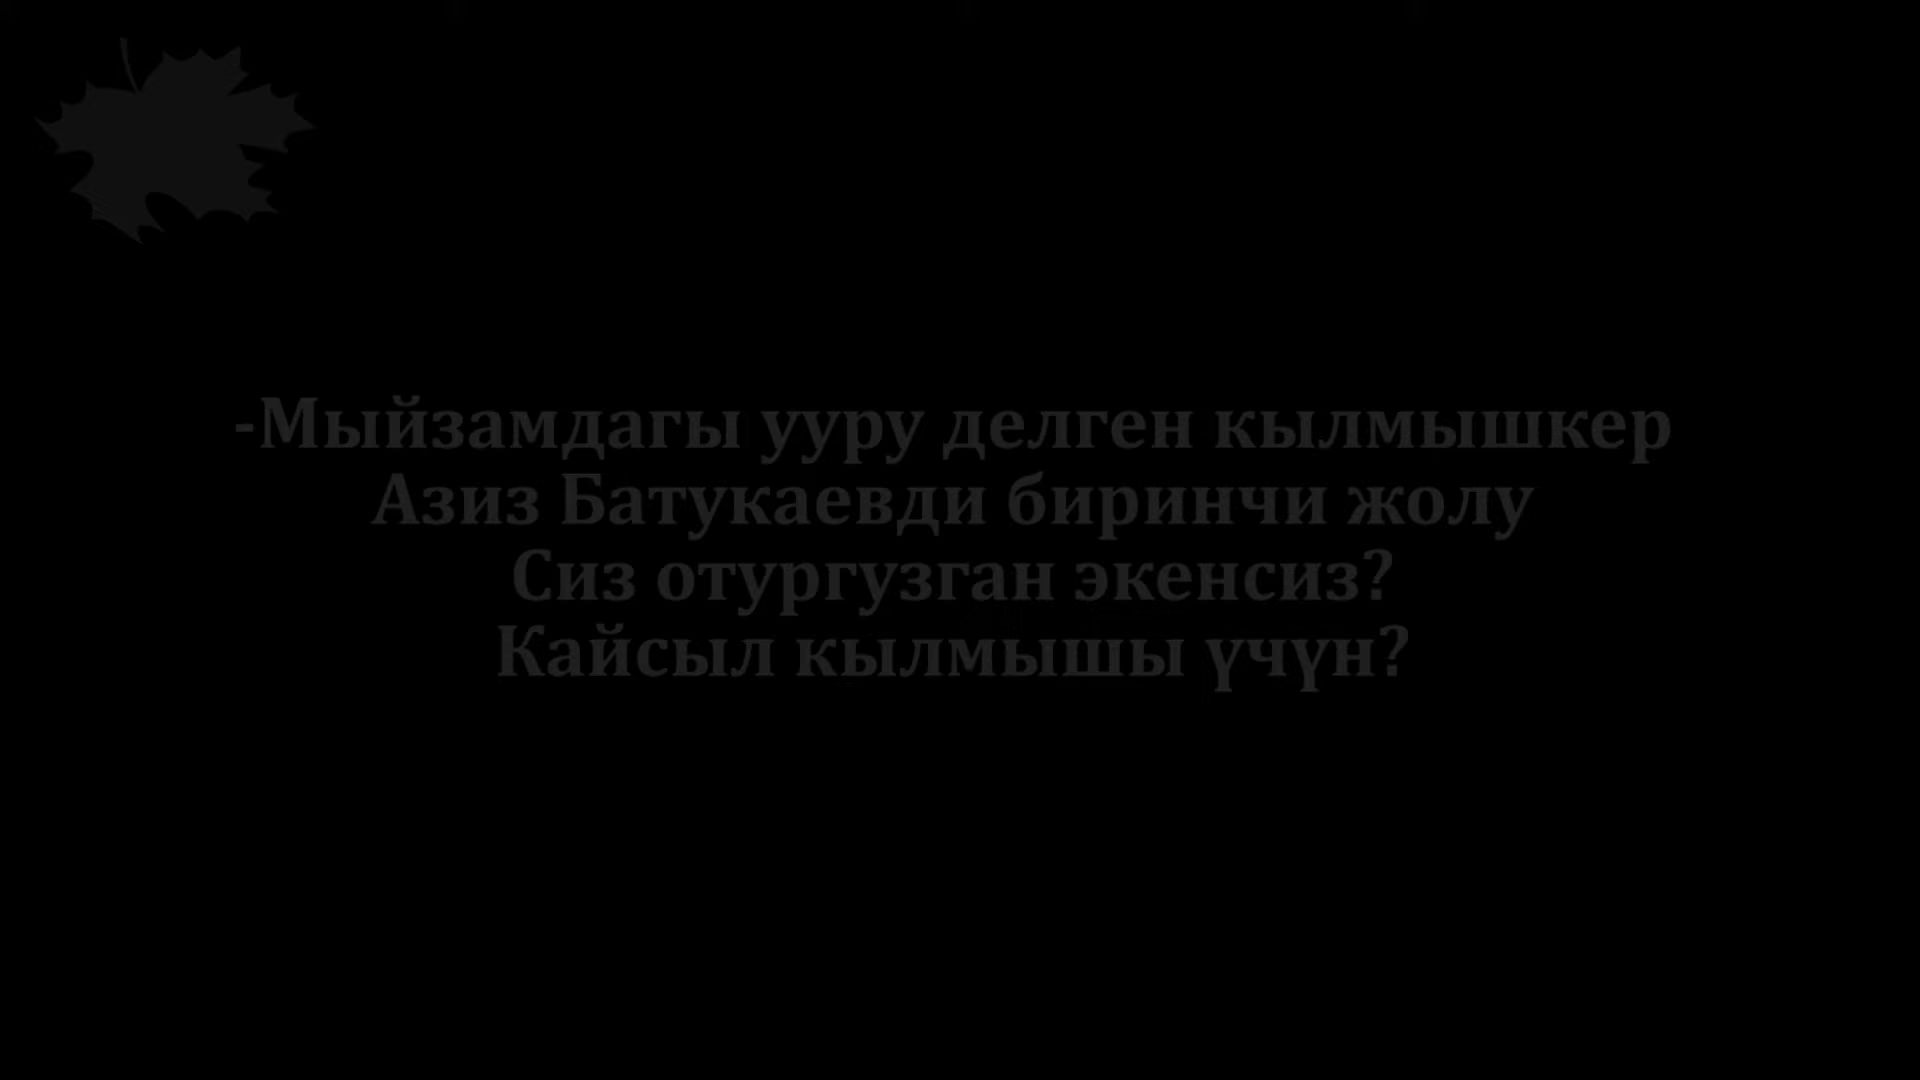 -Мыйзамдагы ууру делген кылмышкер
Азиз Батукаевди биринчи жолу
Сиз отургузган экенсиз?
Кайсыл кылмышы үчүн?